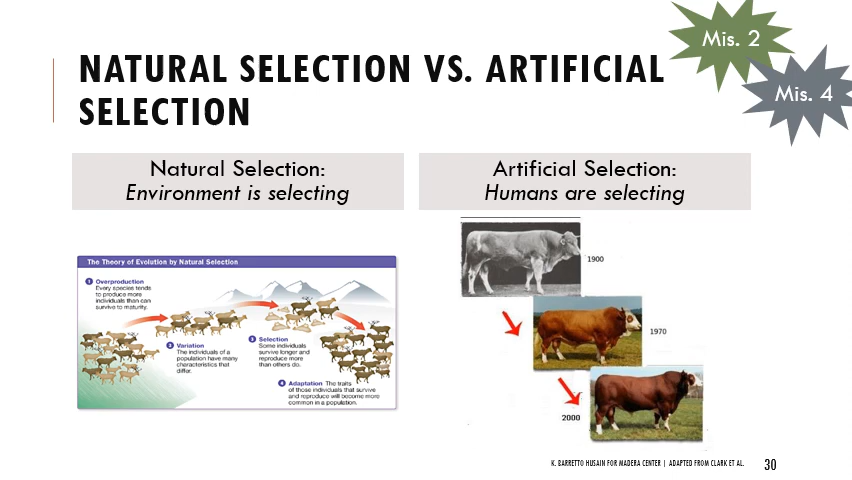 Mis. 2
Mis. 4
NATURAL SELECTION VS. ARTIFICIAL
SELECTION
Natural Selection:
Environment is selecting
Artificial Selection:
Humans are selecting
The Theory of Evolution by Natural Selection
1 Overproduction
Every species tends
to produce more
individuals than can
survive to maturity.
2 Variation
The individuals of a
population have many
characteristics that
differ.
3 Selection
Some individuals
survive longer and
reproduce more
than others do.
4 Adaptation The traits
of those individuals that survive
and reproduce will become more
common in a population.
1900
1970
2000
K. BARRETTO HUSAIN FOR MADERA CENTER | ADAPTED FROM CLARK ET AL.
30